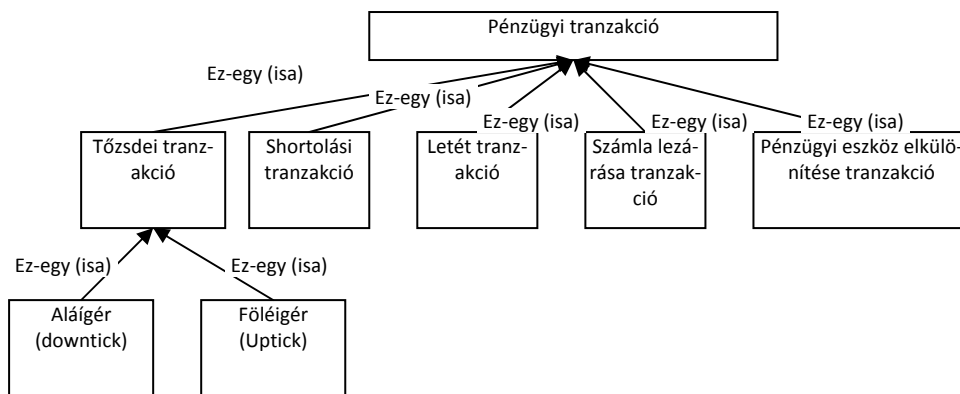 Pénzügyi tranzakció
Ez-egy (isa)
Ez-egy (isa)
Ez-egy (isa)
Ez-egy (isa)
Ez-egy (isa)
Tőzsdei tranz-
akció
Shortolási
tranzakció
Letét tranz-
akció
Számla lezá-
rása tranzak-
ció
Pénzügyi eszköz elkülö-
nítése tranzakció
Ez-egy (isa)
Ez-egy (isa)
Aláígér
(downtick)
Föléigér
(Uptick)